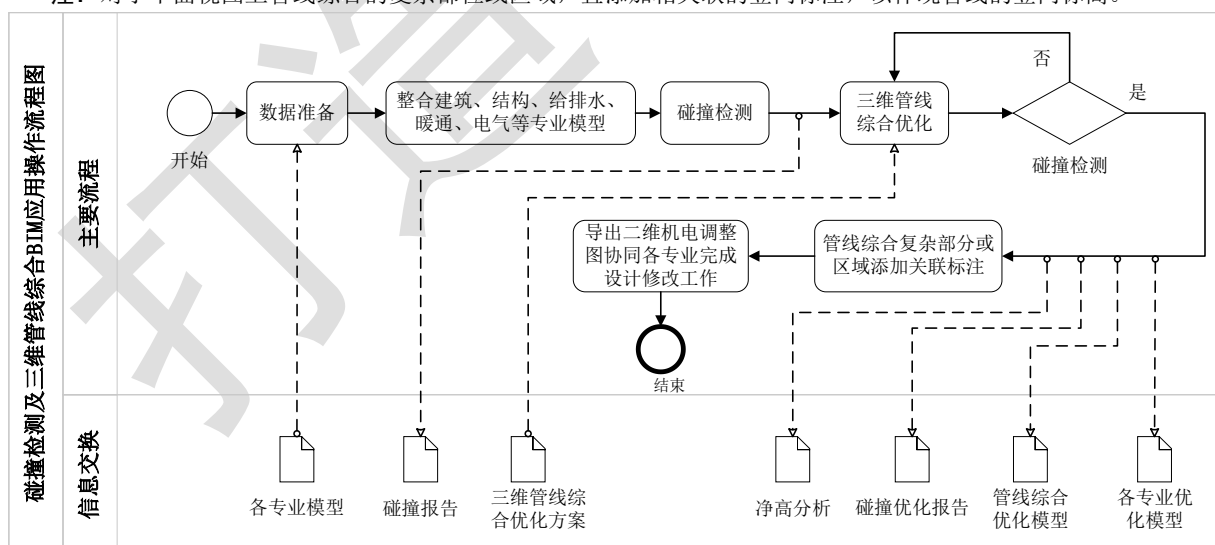 注：对于平面视图上管线综合的复杂部位或区域，宜添加相关联的竖向标注，以体现管线的竖向标高。
碰撞检测及三维管线综合BIM应用操作流程图
主要流程
开始
数据准备
整合建筑、结构、给排水、
暖通、电气等专业模型
碰撞检测
三维管线
综合优化
否
是
碰撞检测
导出二维机电调整
图协同各专业完成
设计修改工作
管线综合复杂部分或
区域添加关联标注
结束
信息交换
各专业模型
碰撞报告
三维管线综
合优化方案
净高分析
碰撞优化报告
管线综合
优化模型
各专业优
化模型